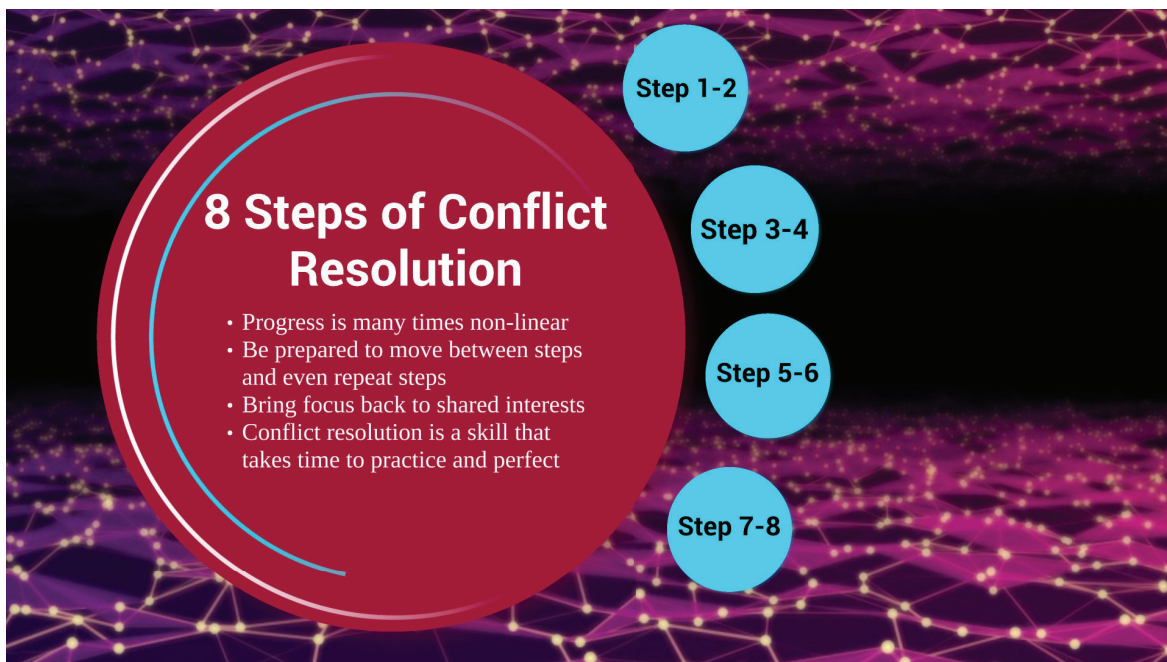 8 Steps of Conflict
Resolution
• Progress is many times non-linear
• Be prepared to move between steps
and even repeat steps
• Bring focus back to shared interests
• Conflict resolution is a skill that
takes time to practice and perfect
Step 1-2
Step 3-4
Step 5-6
Step 7-8